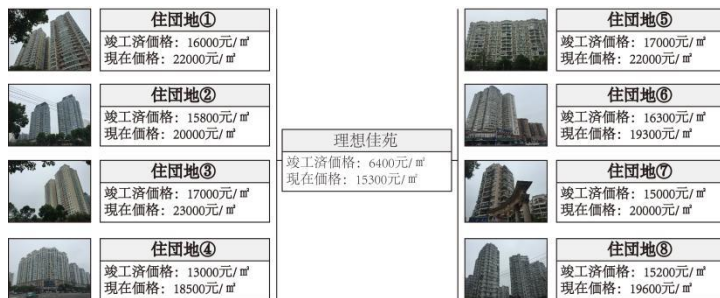 住団地①
竣工済価格: 16000元/㎡
現在価格: 22000元/㎡
住団地②
竣工済価格: 15800元/㎡
現在価格: 20000元/㎡
住団地③
竣工済価格: 17000元/㎡
現在価格: 23000元/㎡
住団地④
竣工済価格: 13000元/㎡
現在価格: 18500元/㎡
理想佳苑
竣工済価格: 6400元/㎡
現在価格: 15300元/㎡
住団地⑤
竣工済価格: 17000元/㎡
現在価格: 22000元/㎡
住団地⑥
竣工済価格: 16300元/㎡
現在価格: 19300元/㎡
住団地⑦
竣工済価格: 15000元/㎡
現在価格: 20000元/㎡
住団地⑧
竣工済価格: 15200元/㎡
現在価格: 19600元/㎡